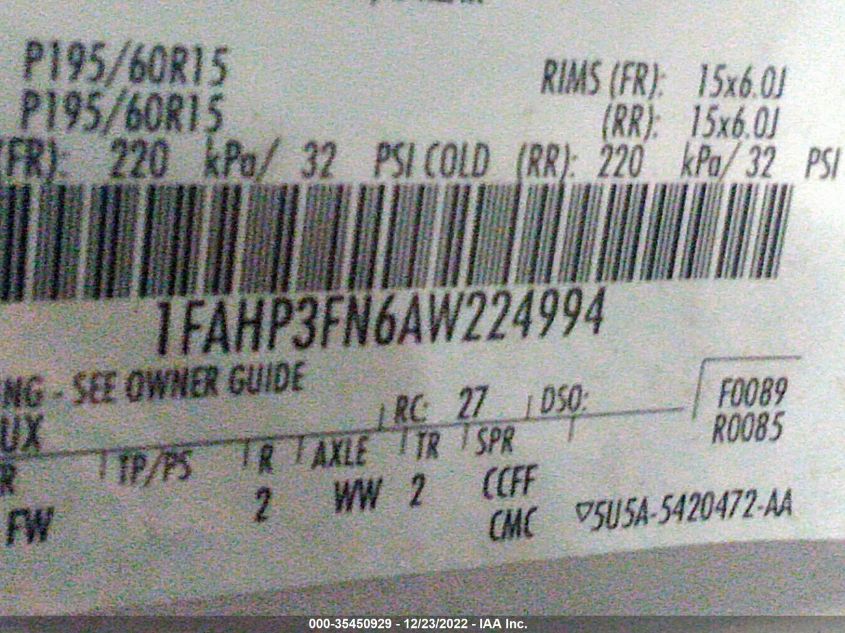 P195/60R15 RIMS (FR): 15x6.0J
P195/60R15 (RR): 15x6.0J
(FR): 220 kPa/ 32 PSI COLD (RR): 220 kPa/ 32 PSI
1FAHP3FN6AW224994
NG - SEE OWNER GUIDE
UX RC: 27 DSO: F0089
R0085
R TP/PS R AXLE TR SPR
FW 2 WW 2 CCFF
CMC ▽5U5A-5420472-AA
000-35450929 - 12/23/2022 - IAA Inc.